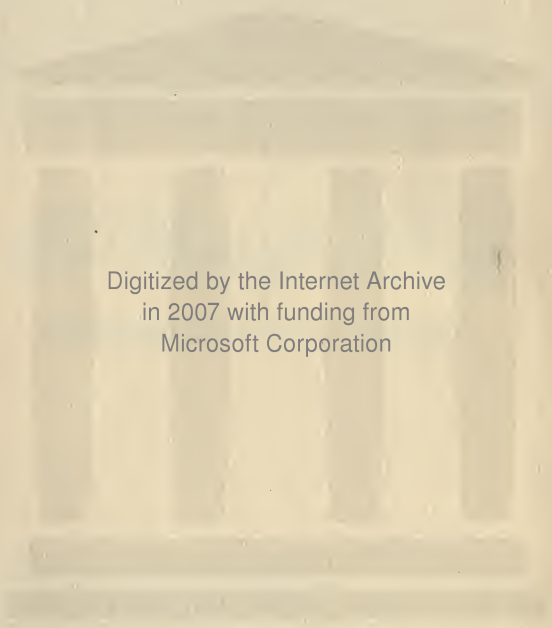 Digitized by the Internet Archive
in 2007 with funding from
Microsoft Corporation